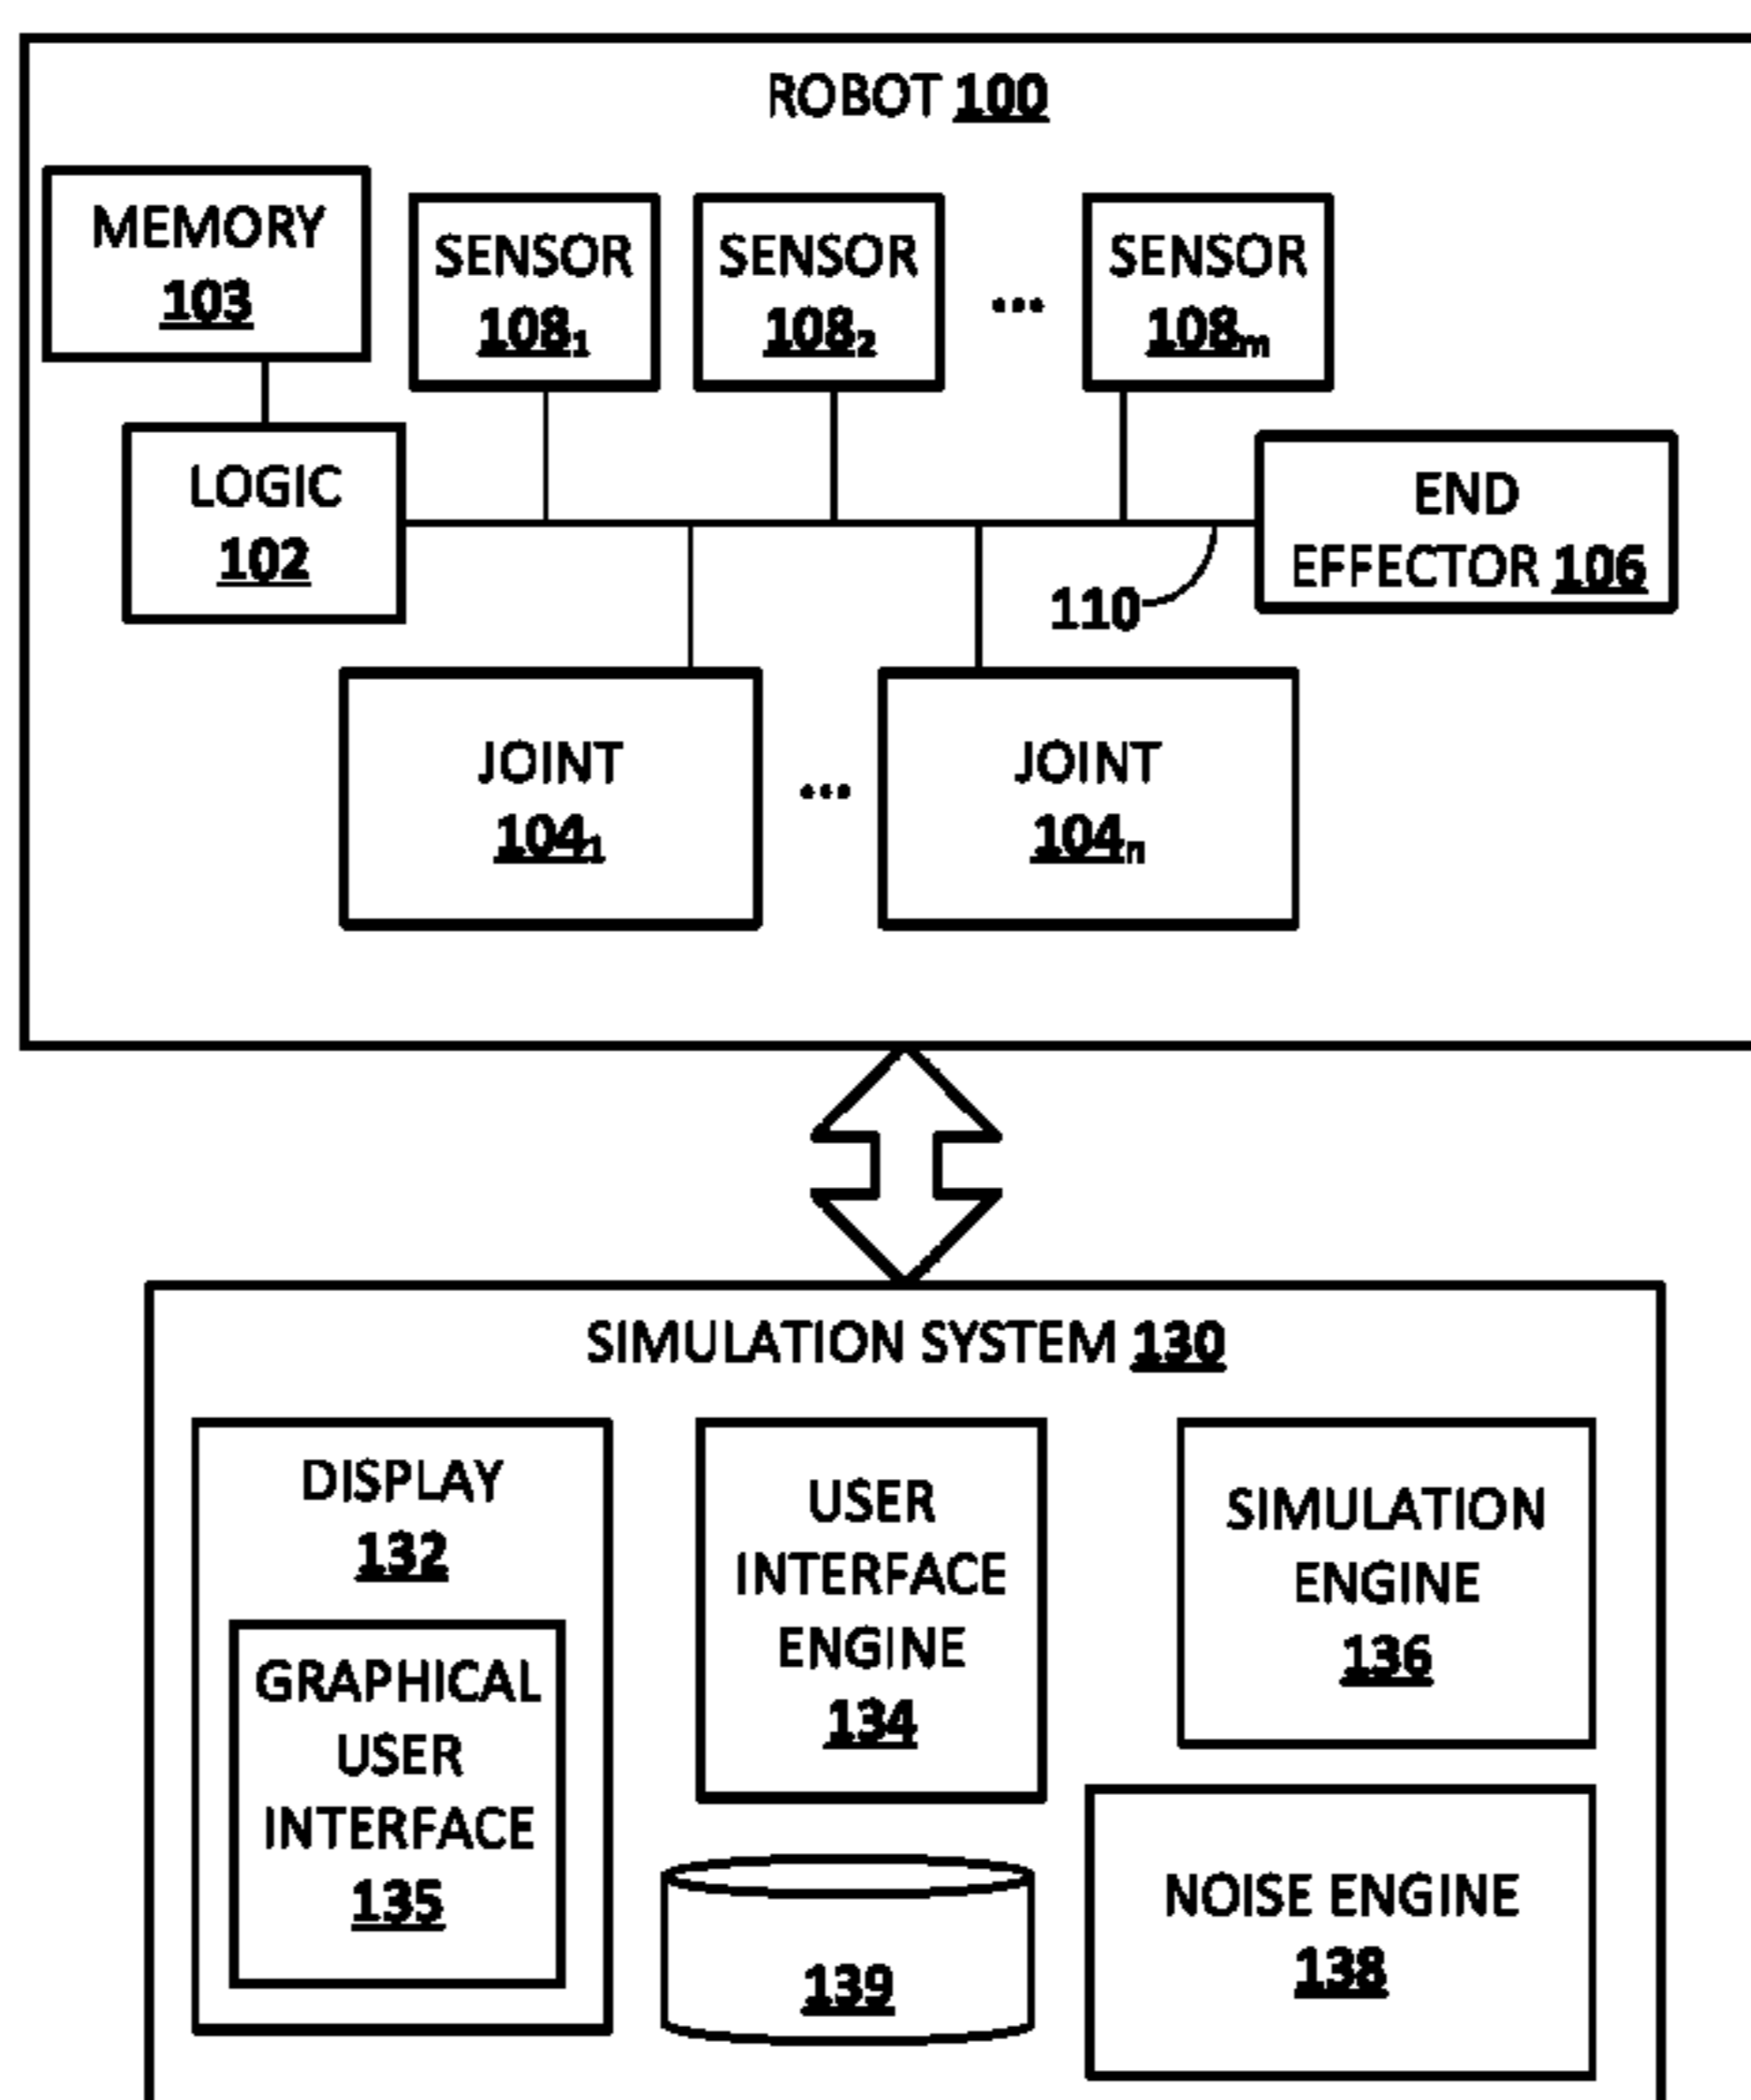 ROBOT 100
MEMORY
103
SENSOR
108₁
SENSOR
108₂
...
SENSOR
108ₘ
LOGIC
102
END
EFFECTOR 106
110
JOINT
104₁
...
JOINT
104ₙ
SIMULATION SYSTEM 130
DISPLAY
132
GRAPHICAL
USER
INTERFACE
135
USER
INTERFACE
ENGINE
134
SIMULATION
ENGINE
136
139
NOISE ENGINE
138